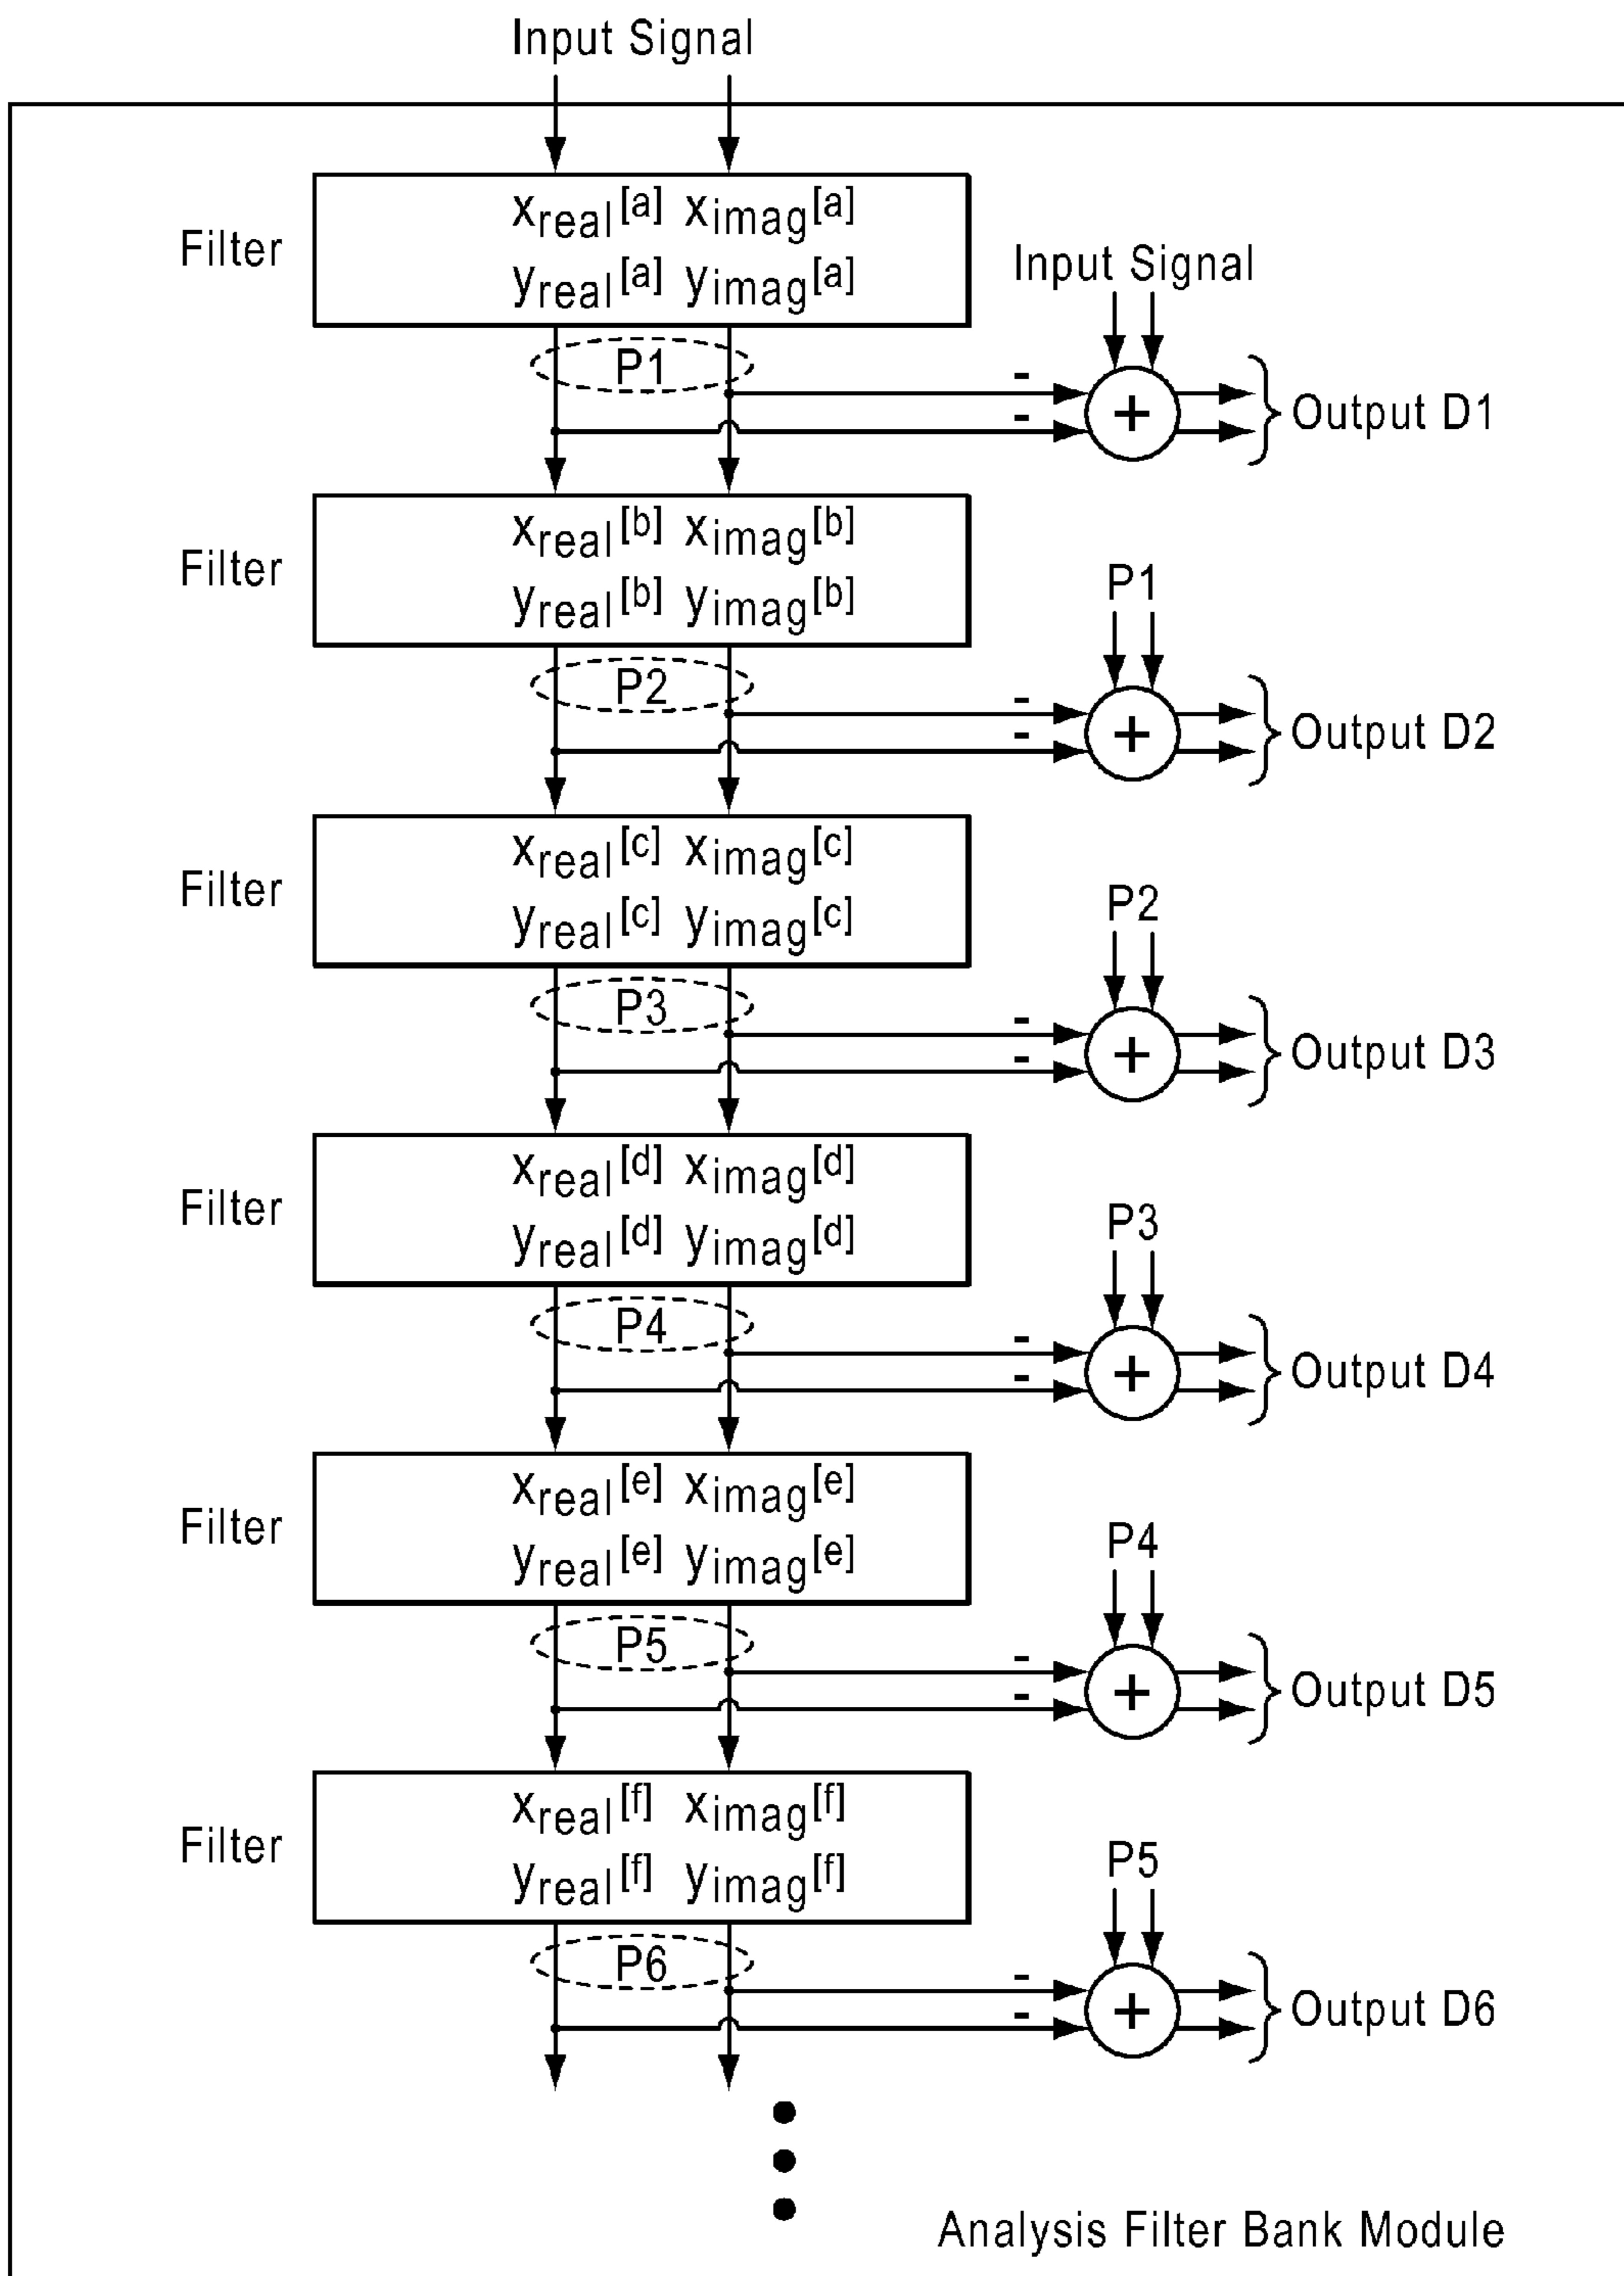 Input Signal
Filter
xreal[a] ximag[a]
yreal[a] yimag[a]
Input Signal
P1
-
-
+
Output D1
Filter
xreal[b] ximag[b]
yreal[b] yimag[b]
P1
P2
-
-
+
Output D2
Filter
xreal[c] ximag[c]
yreal[c] yimag[c]
P2
P3
-
-
+
Output D3
Filter
xreal[d] ximag[d]
yreal[d] yimag[d]
P3
P4
-
-
+
Output D4
Filter
xreal[e] ximag[e]
yreal[e] yimag[e]
P4
P5
-
-
+
Output D5
Filter
xreal[f] ximag[f]
yreal[f] yimag[f]
P5
P6
-
-
+
Output D6
Analysis Filter Bank Module